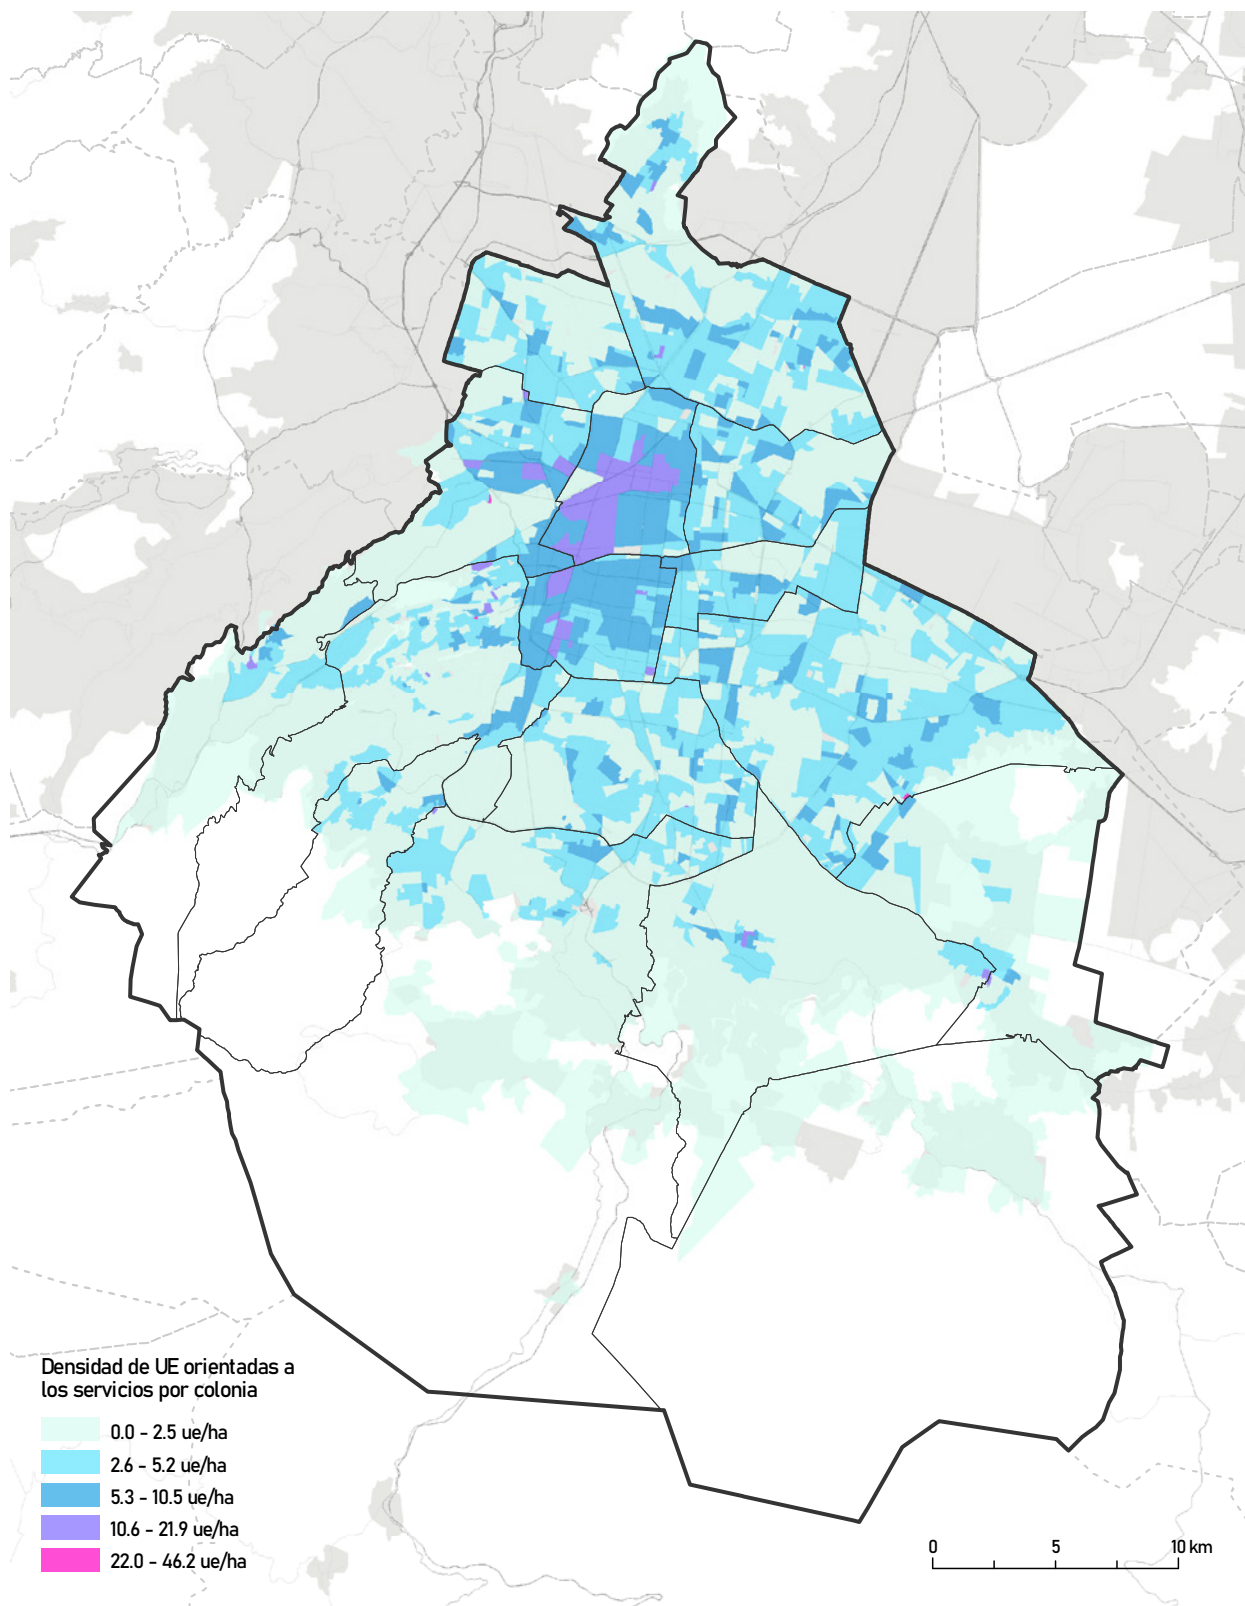 Densidad de UE orientadas a
los servicios por colonia
0.0 - 2.5 ue/ha
2.6 - 5.2 ue/ha
5.3 - 10.5 ue/ha
10.6 - 21.9 ue/ha
22.0 - 46.2 ue/ha
0 5 10 km